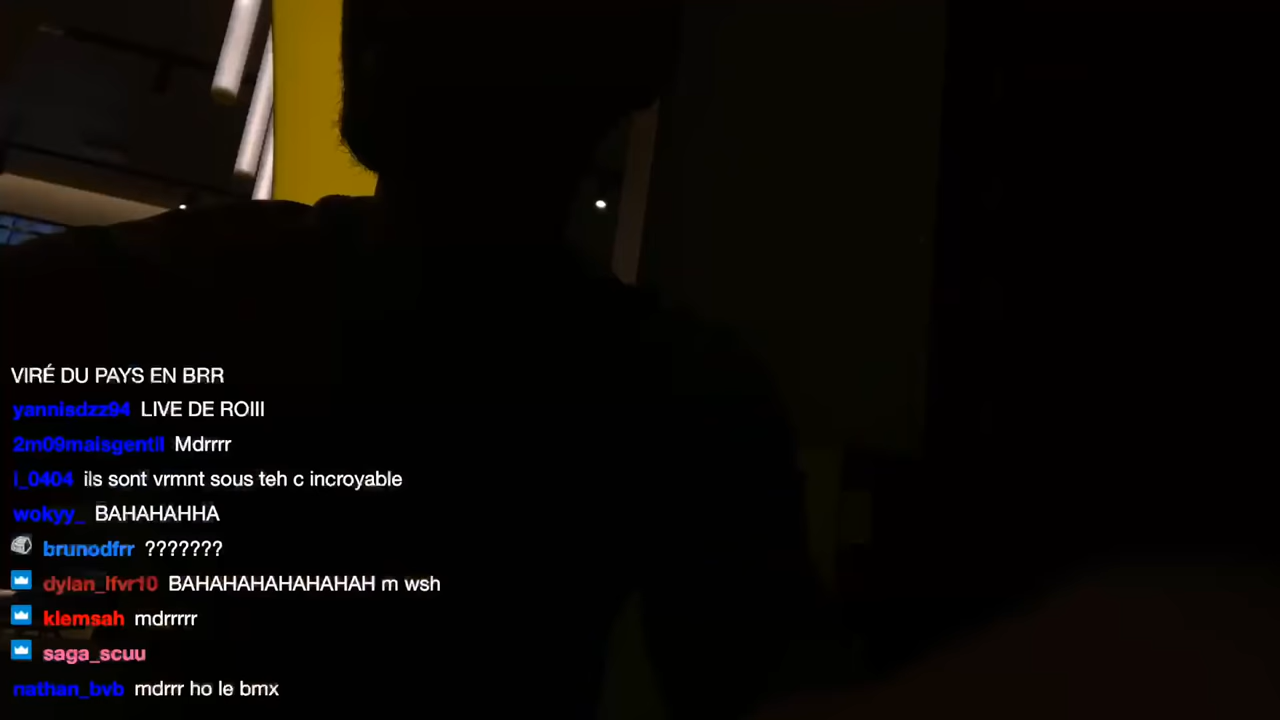 VIRÉ DU PAYS EN BRR
yannisdzz94 LIVE DE ROIII
2m09maisgentil Mdrrrr
i_0404 ils sont vrmnt sous teh c incroyable
wokyy_ BAHAHAHHA
brunodfrr ???????
dylan_lfvr10 BAHAHAHAHAHAHAH m wsh
klemsah mdrrrrr
saga_scuu
nathan_bvb mdrrr ho le bmx